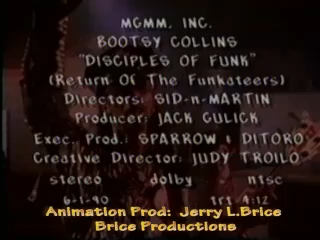 MGMM. INC.
BOOTSY COLLINS
"DISCIPLES OF FUNK"
(Return Of The Funkateers)
Directors: SID-n-MARTIN
Producer: JACK GULICK
Exec. Prod.: SPARROW & DITORO
Creative Director: JUDY TROILO
stereo dolby ntsc
6-1-90 trt 4:12
Animation Prod: Jerry L.Brice
Brice Productions